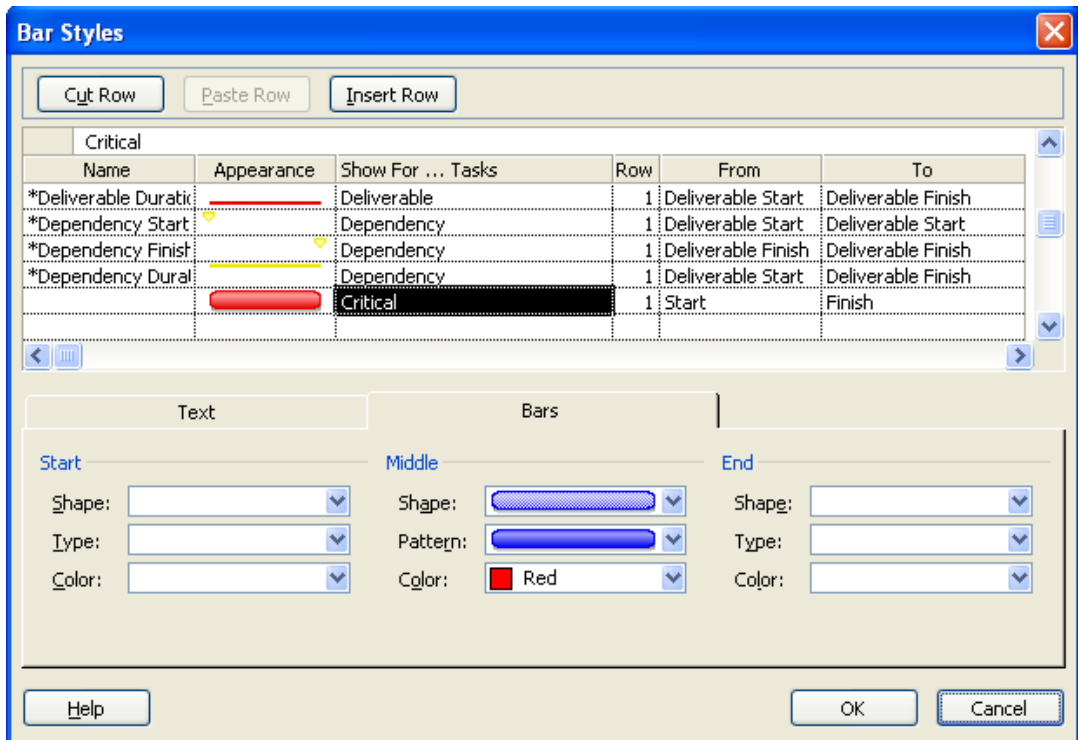 Bar Styles
Cut Row Paste Row Insert Row
Critical
Name Appearance Show For ... Tasks Row From To
*Deliverable Duratio Deliverable 1 Deliverable Start Deliverable Finish
*Dependency Start Dependency 1 Deliverable Start Deliverable Start
*Dependency Finish Dependency 1 Deliverable Finish Deliverable Finish
*Dependency Durat Dependency 1 Deliverable Start Deliverable Finish
Critical 1 Start Finish
Text Bars
Start Middle End
Shape: Shape: Shape:
Type: Pattern: Type:
Color: Color: Red Color:
Help OK Cancel